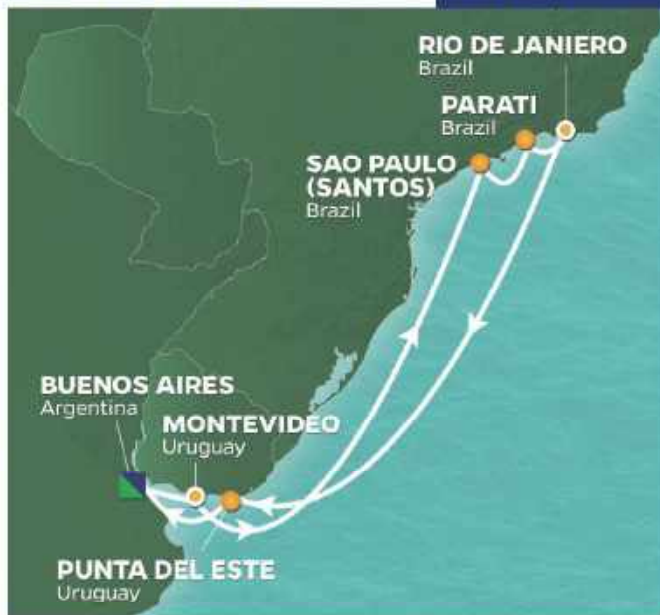 RIO DE JANIERO
Brazil
PARATI
Brazil
SAO PAULO
(SANTOS)
Brazil
BUENOS AIRES
Argentina
MONTEVIDEO
Uruguay
PUNTA DEL ESTE
Uruguay